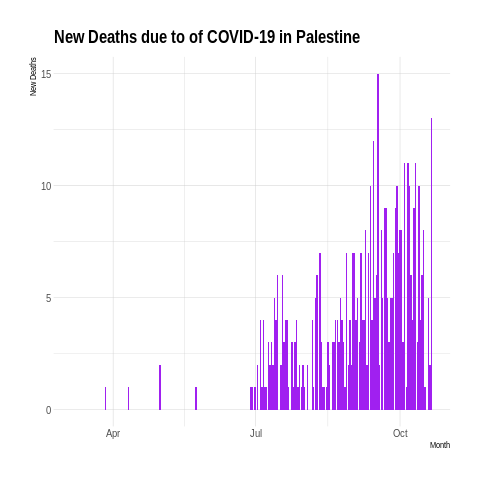 New Deaths due to of COVID-19 in Palestine
New Deaths
15
10
5
0
Apr
Jul
Oct
Month